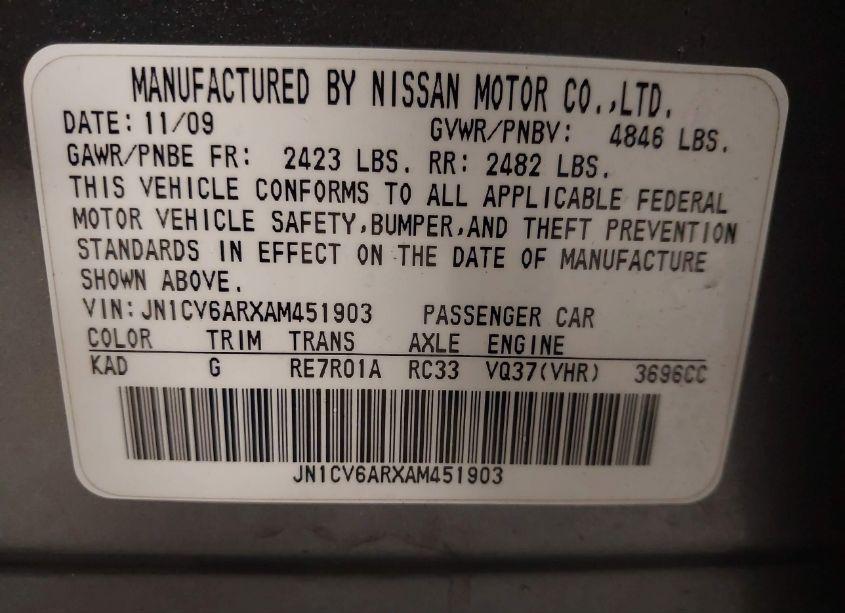 MANUFACTURED BY NISSAN MOTOR CO.,LTD.
DATE: 11/09 GVWR/PNBV: 4846 LBS.
GAWR/PNBE FR: 2423 LBS. RR: 2482 LBS.
THIS VEHICLE CONFORMS TO ALL APPLICABLE FEDERAL
MOTOR VEHICLE SAFETY,BUMPER,AND THEFT PREVENTION
STANDARDS IN EFFECT ON THE DATE OF MANUFACTURE
SHOWN ABOVE.
VIN: JN1CV6ARXAM451903 PASSENGER CAR
COLOR TRIM TRANS AXLE ENGINE
KAD G RE7R01A RC33 VQ37(VHR) 3696CC
JN1CV6ARXAM451903